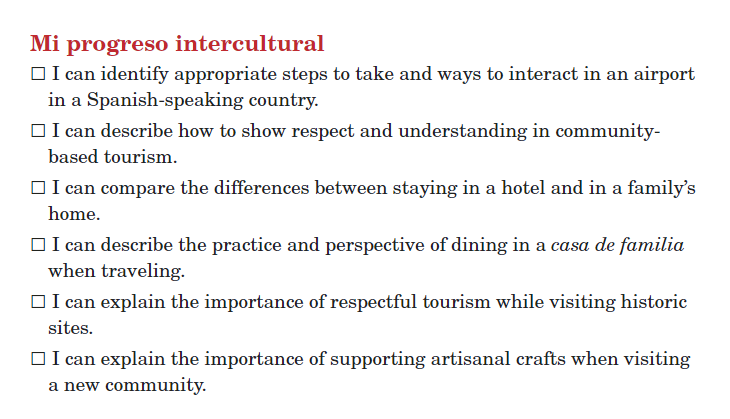 Mi progreso intercultural
☐ I can identify appropriate steps to take and ways to interact in an airport
in a Spanish-speaking country.
☐ I can describe how to show respect and understanding in community-
based tourism.
☐ I can compare the differences between staying in a hotel and in a family’s
home.
☐ I can describe the practice and perspective of dining in a casa de familia
when traveling.
☐ I can explain the importance of respectful tourism while visiting historic
sites.
☐ I can explain the importance of supporting artisanal crafts when visiting
a new community.